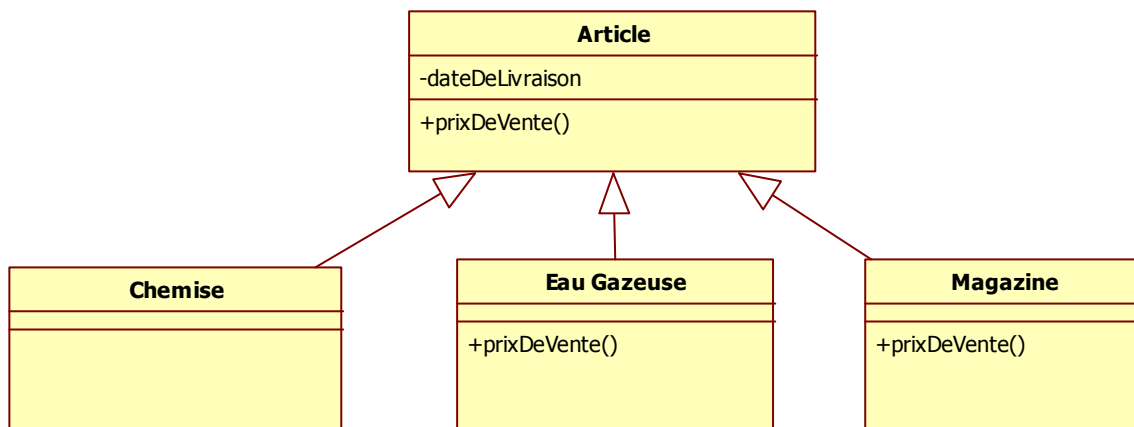 Article
-dateDeLivraison
+prixDeVente()
Chemise
Eau Gazeuse
+prixDeVente()
Magazine
+prixDeVente()